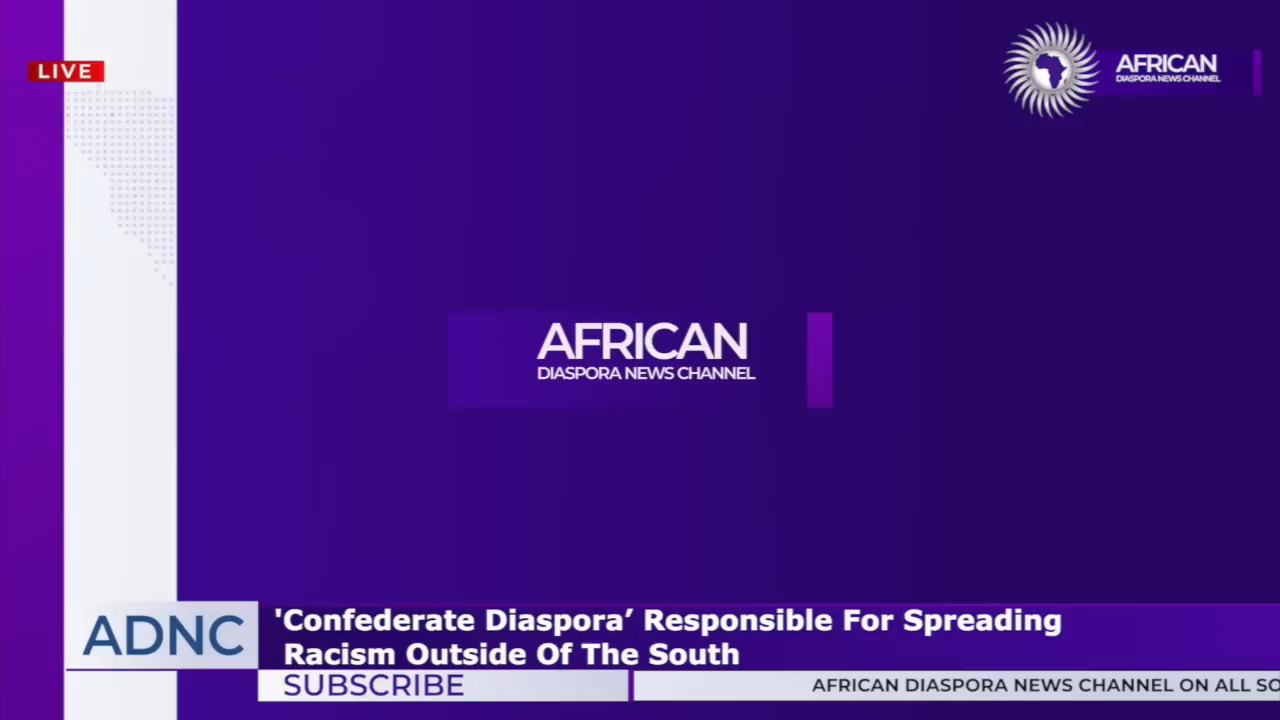 LIVE
AFRICAN
DIASPORA NEWS CHANNEL
AFRICAN
DIASPORA NEWS CHANNEL
ADNC
'Confederate Diaspora’ Responsible For Spreading
Racism Outside Of The South
SUBSCRIBE
AFRICAN DIASPORA NEWS CHANNEL ON ALL